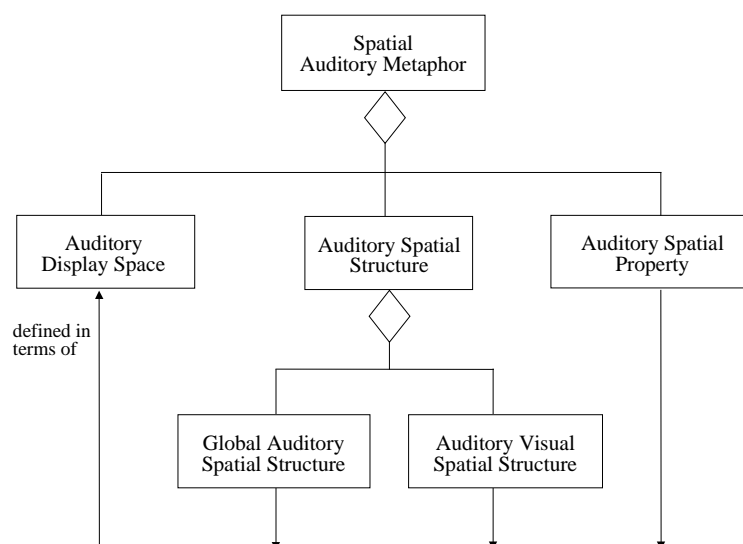 Spatial
Auditory Metaphor
Auditory
Display Space
Auditory Spatial
Structure
Auditory Spatial
Property
defined in
terms of
Global Auditory
Spatial Structure
Auditory Visual
Spatial Structure